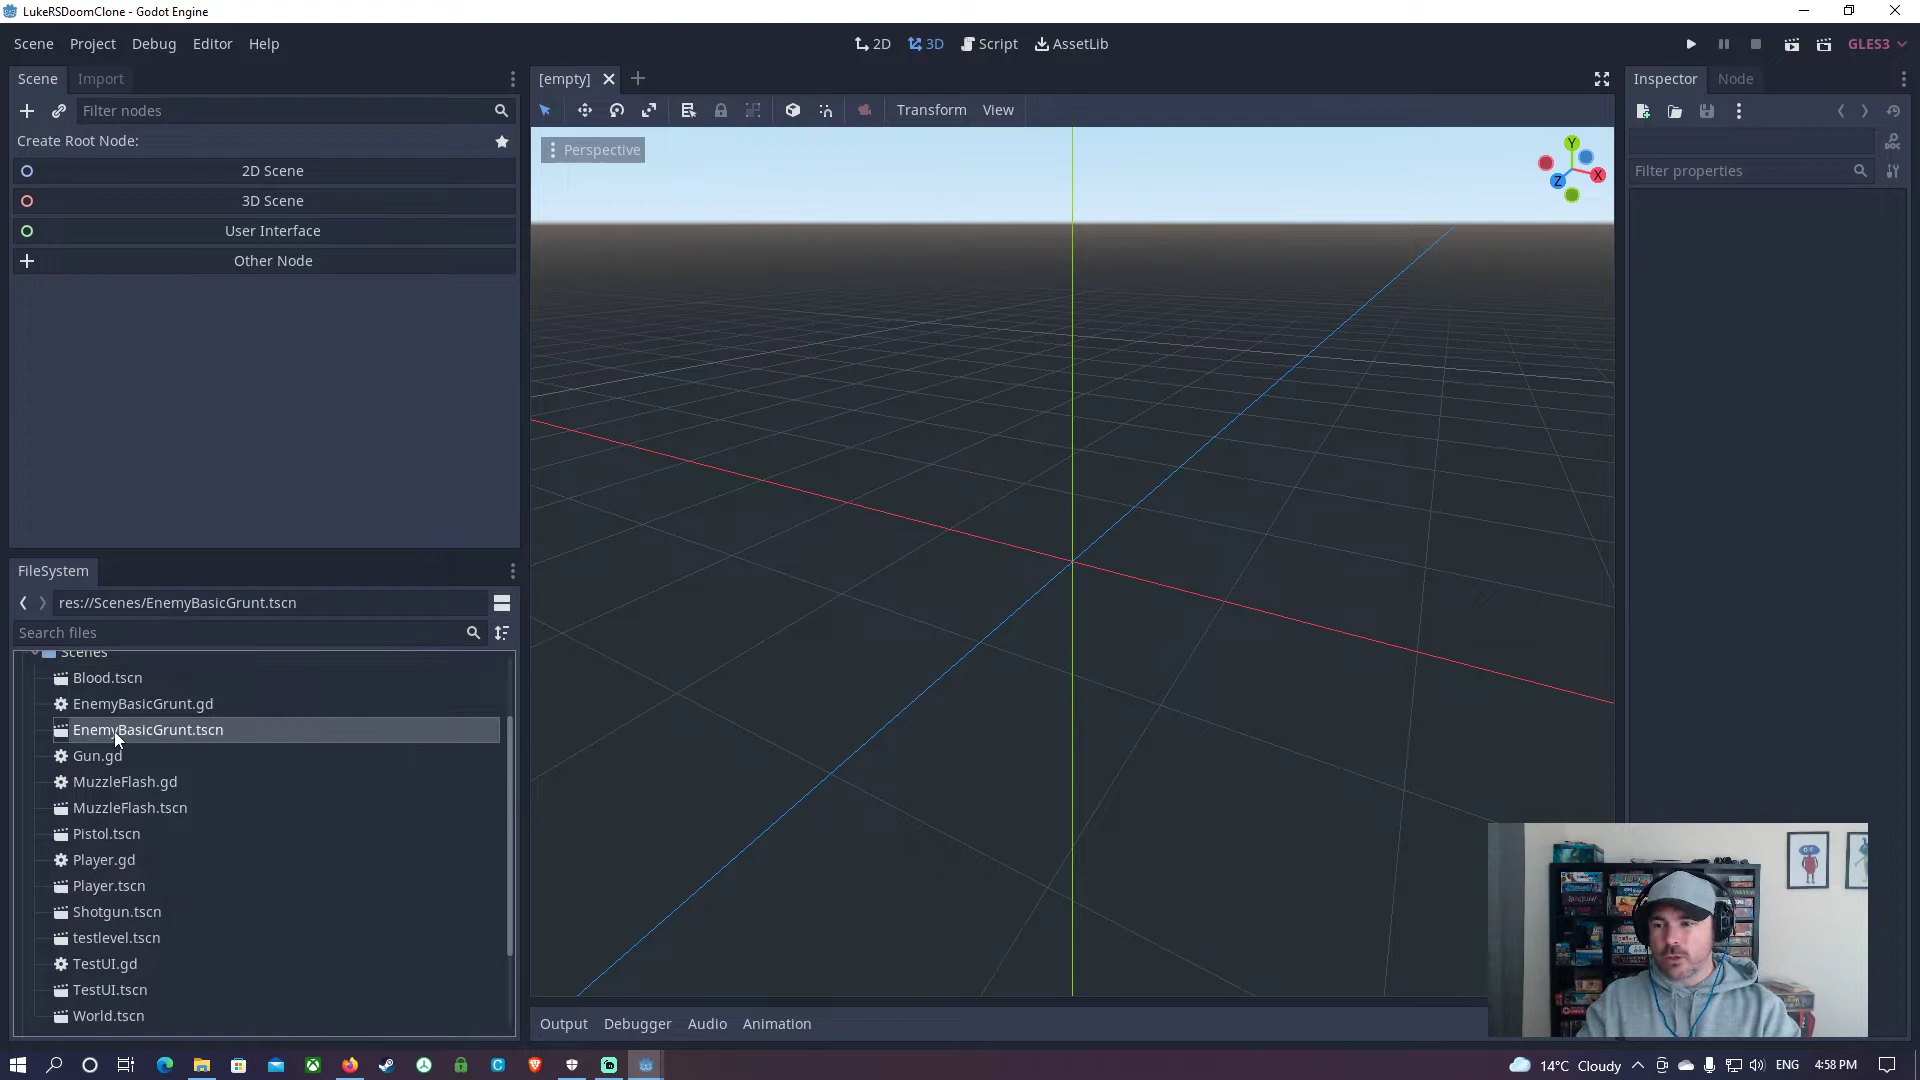 LukeRSDoomClone - Godot Engine
Scene Project Debug Editor Help
2D 3D Script AssetLib
GLES3
Scene Import
[empty]
Inspector Node
Filter nodes
Transform View
Create Root Node:
Perspective
Y
X
Z
DOC
Filter properties
2D Scene
3D Scene
User Interface
Other Node
FileSystem
res://Scenes/EnemyBasicGrunt.tscn
Search files
Scenes
Blood.tscn
EnemyBasicGrunt.gd
EnemyBasicGrunt.tscn
Gun.gd
MuzzleFlash.gd
MuzzleFlash.tscn
Pistol.tscn
Player.gd
Player.tscn
Shotgun.tscn
testlevel.tscn
TestUI.gd
TestUI.tscn
World.tscn
Output Debugger Audio Animation
14°C Cloudy ENG 4:58 PM